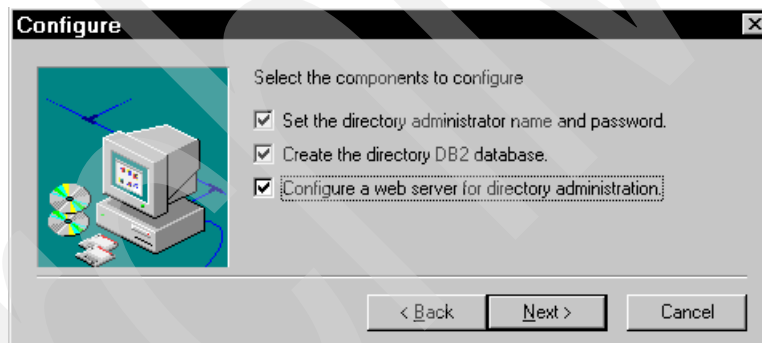 Configure
Select the components to configure
Set the directory administrator name and password.
Create the directory DB2 database.
Configure a web server for directory administration.
< Back
Next >
Cancel